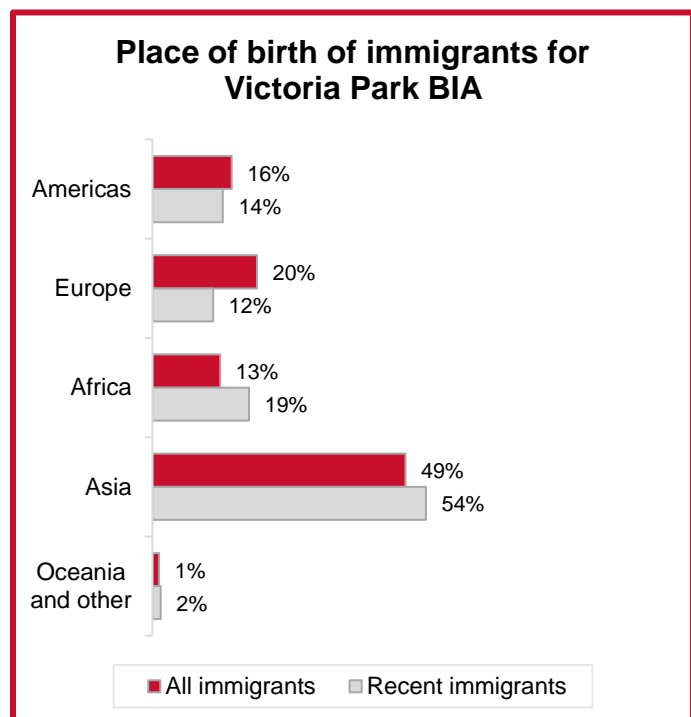 Place of birth of immigrants for
Victoria Park BIA
Americas
16%
14%
Europe
20%
12%
Africa
13%
19%
Asia
49%
54%
Oceania
and other
1%
2%
All immigrants
Recent immigrants